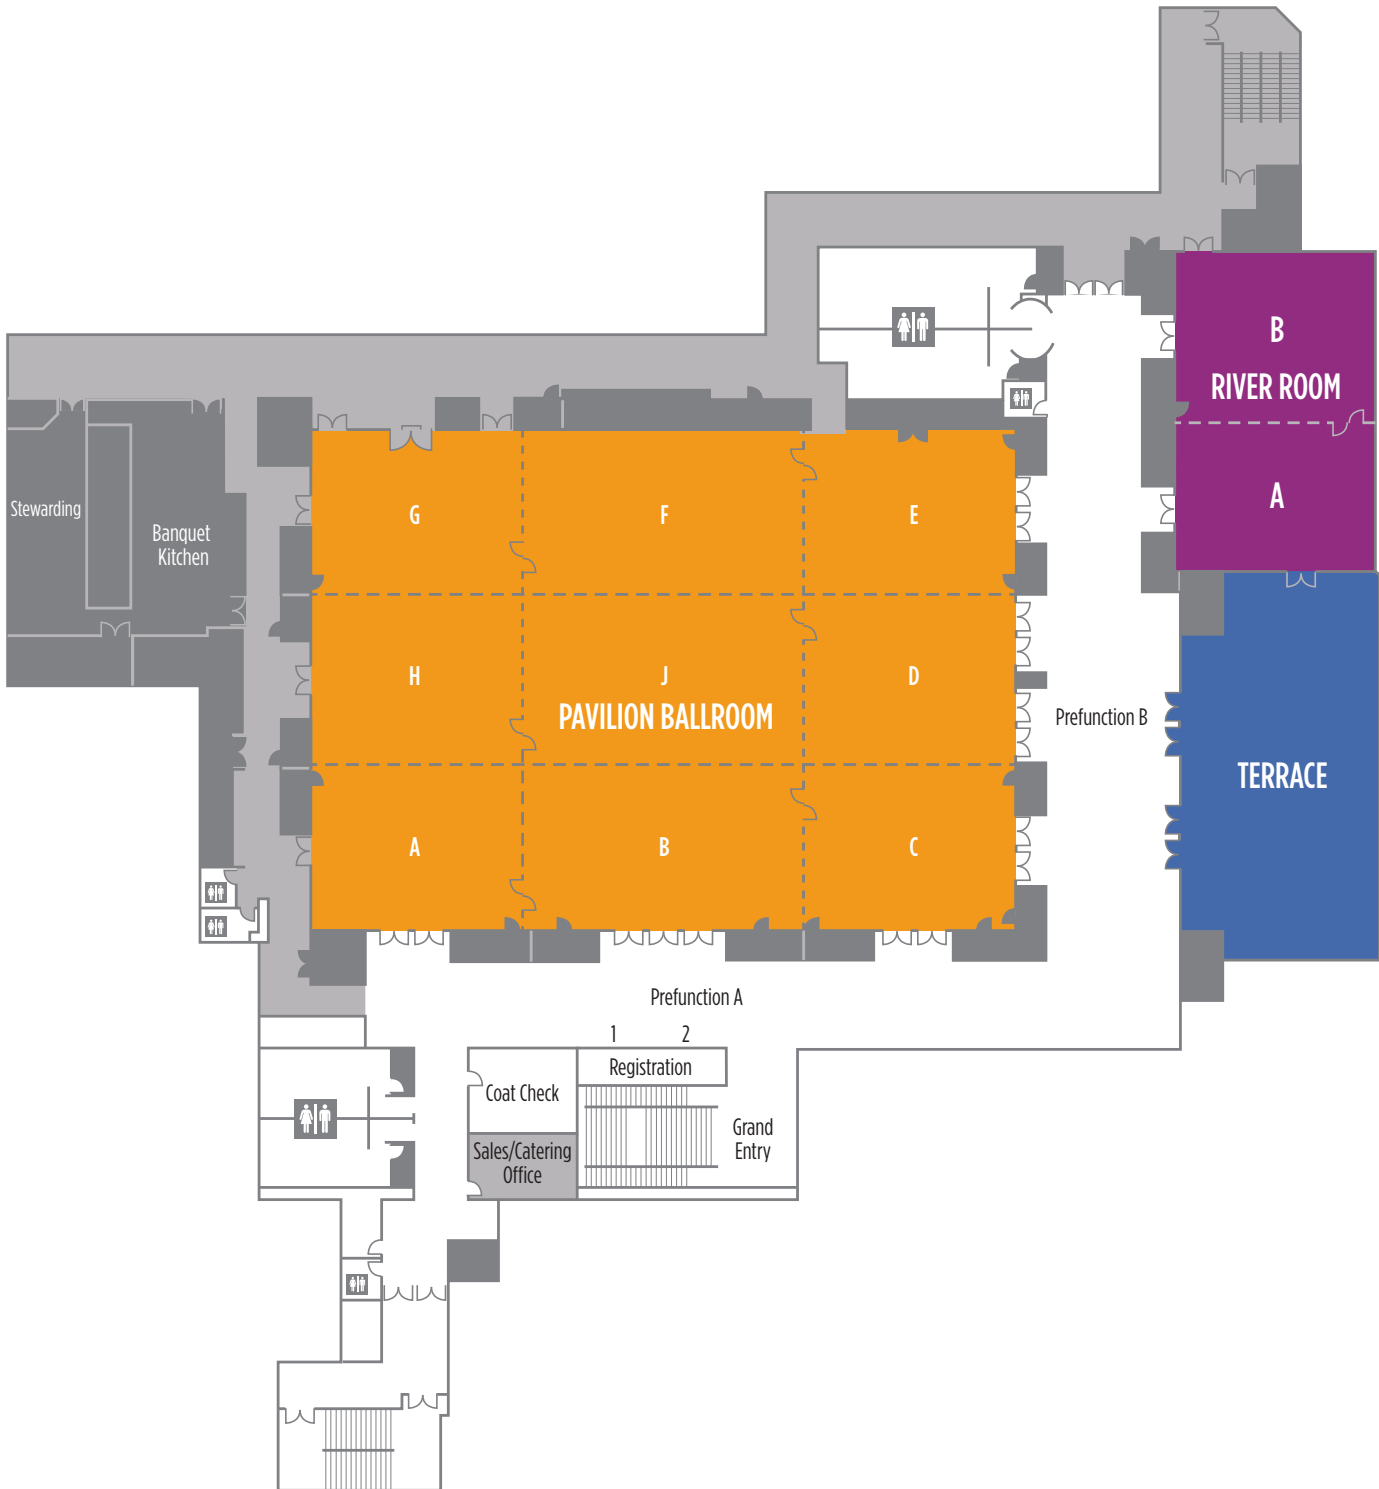 B
RIVER ROOM
A
Stewarding
Banquet
Kitchen
G
F
E
H
J
D
PAVILION BALLROOM
Prefunction B
TERRACE
A
B
C
Prefunction A
1
2
Registration
Coat Check
Grand
Entry
Sales/Catering
Office